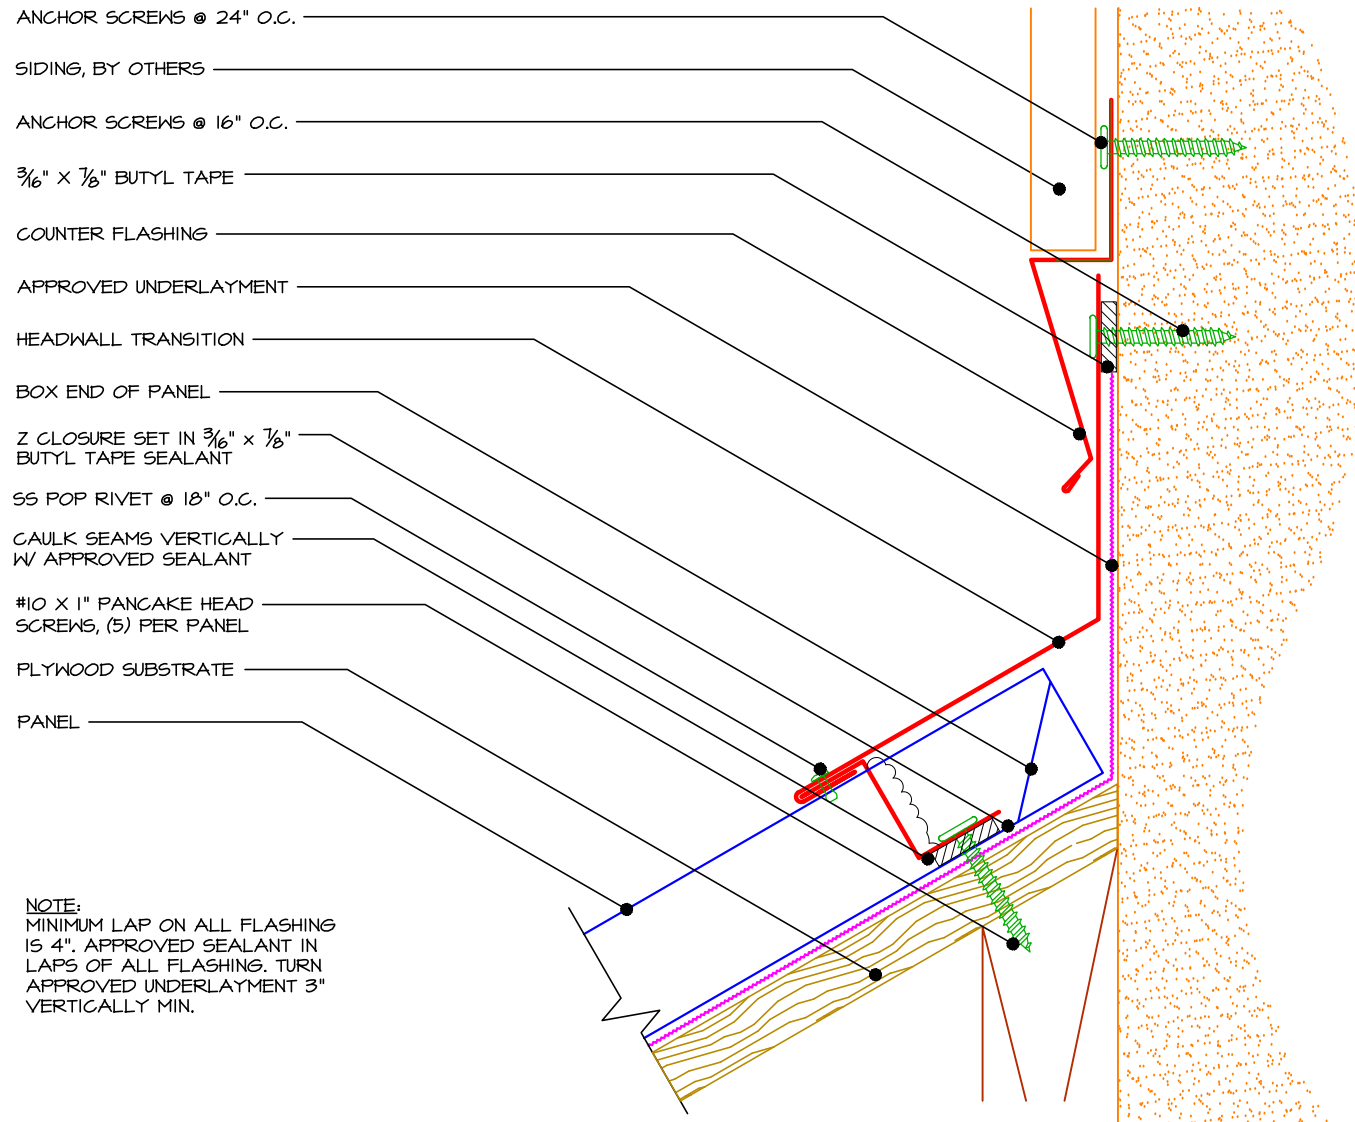 ANCHOR SCREWS @ 24" O.C.
SIDING, BY OTHERS
ANCHOR SCREWS @ 16" O.C.
3/16" X 7/8" BUTYL TAPE
COUNTER FLASHING
APPROVED UNDERLAYMENT
HEADWALL TRANSITION
BOX END OF PANEL
Z CLOSURE SET IN 3/16" x 7/8"
BUTYL TAPE SEALANT
SS POP RIVET @ 18" O.C.
CAULK SEAMS VERTICALLY
W/ APPROVED SEALANT
#10 X 1" PANCAKE HEAD
SCREWS, (5) PER PANEL
PLYWOOD SUBSTRATE
PANEL
NOTE:
MINIMUM LAP ON ALL FLASHING
IS 4". APPROVED SEALANT IN
LAPS OF ALL FLASHING. TURN
APPROVED UNDERLAYMENT 3"
VERTICALLY MIN.